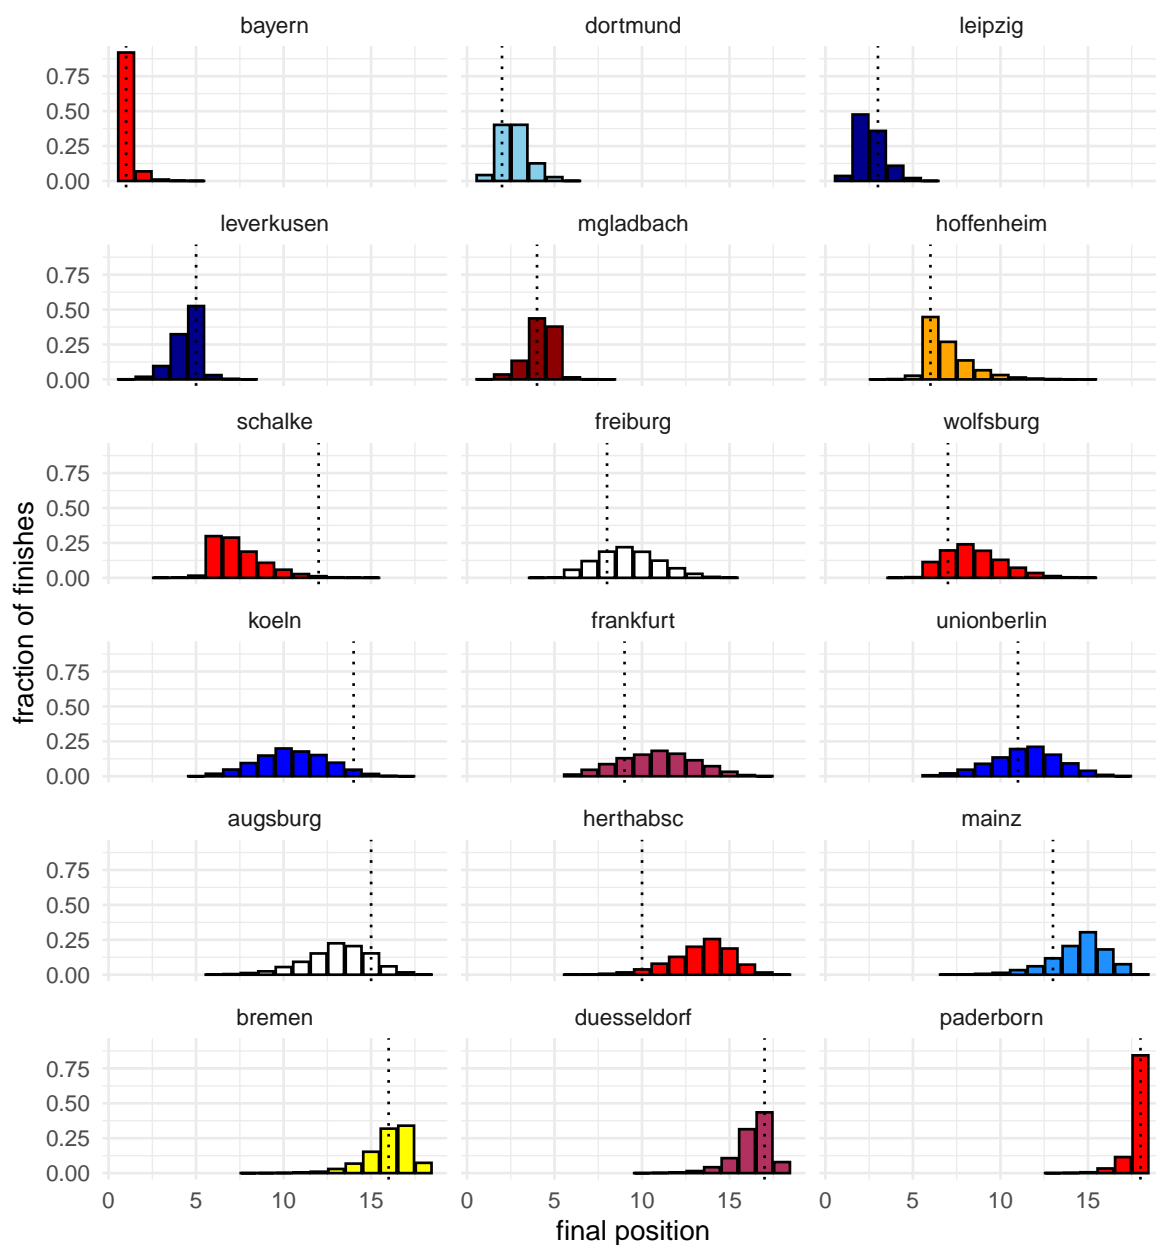 bayern dortmund leipzig
0.75
0.50
0.25
0.00
leverkusen mgladbach hoffenheim
0.75
0.50
0.25
0.00
schalke freiburg wolfsburg
0.75
0.50
0.25
0.00
fraction of finishes
koeln frankfurt unionberlin
0.75
0.50
0.25
0.00
augsburg herthabsc mainz
0.75
0.50
0.25
0.00
bremen duesseldorf paderborn
0.75
0.50
0.25
0.00
0 5 10 15 0 5 10 15 0 5 10 15
final position